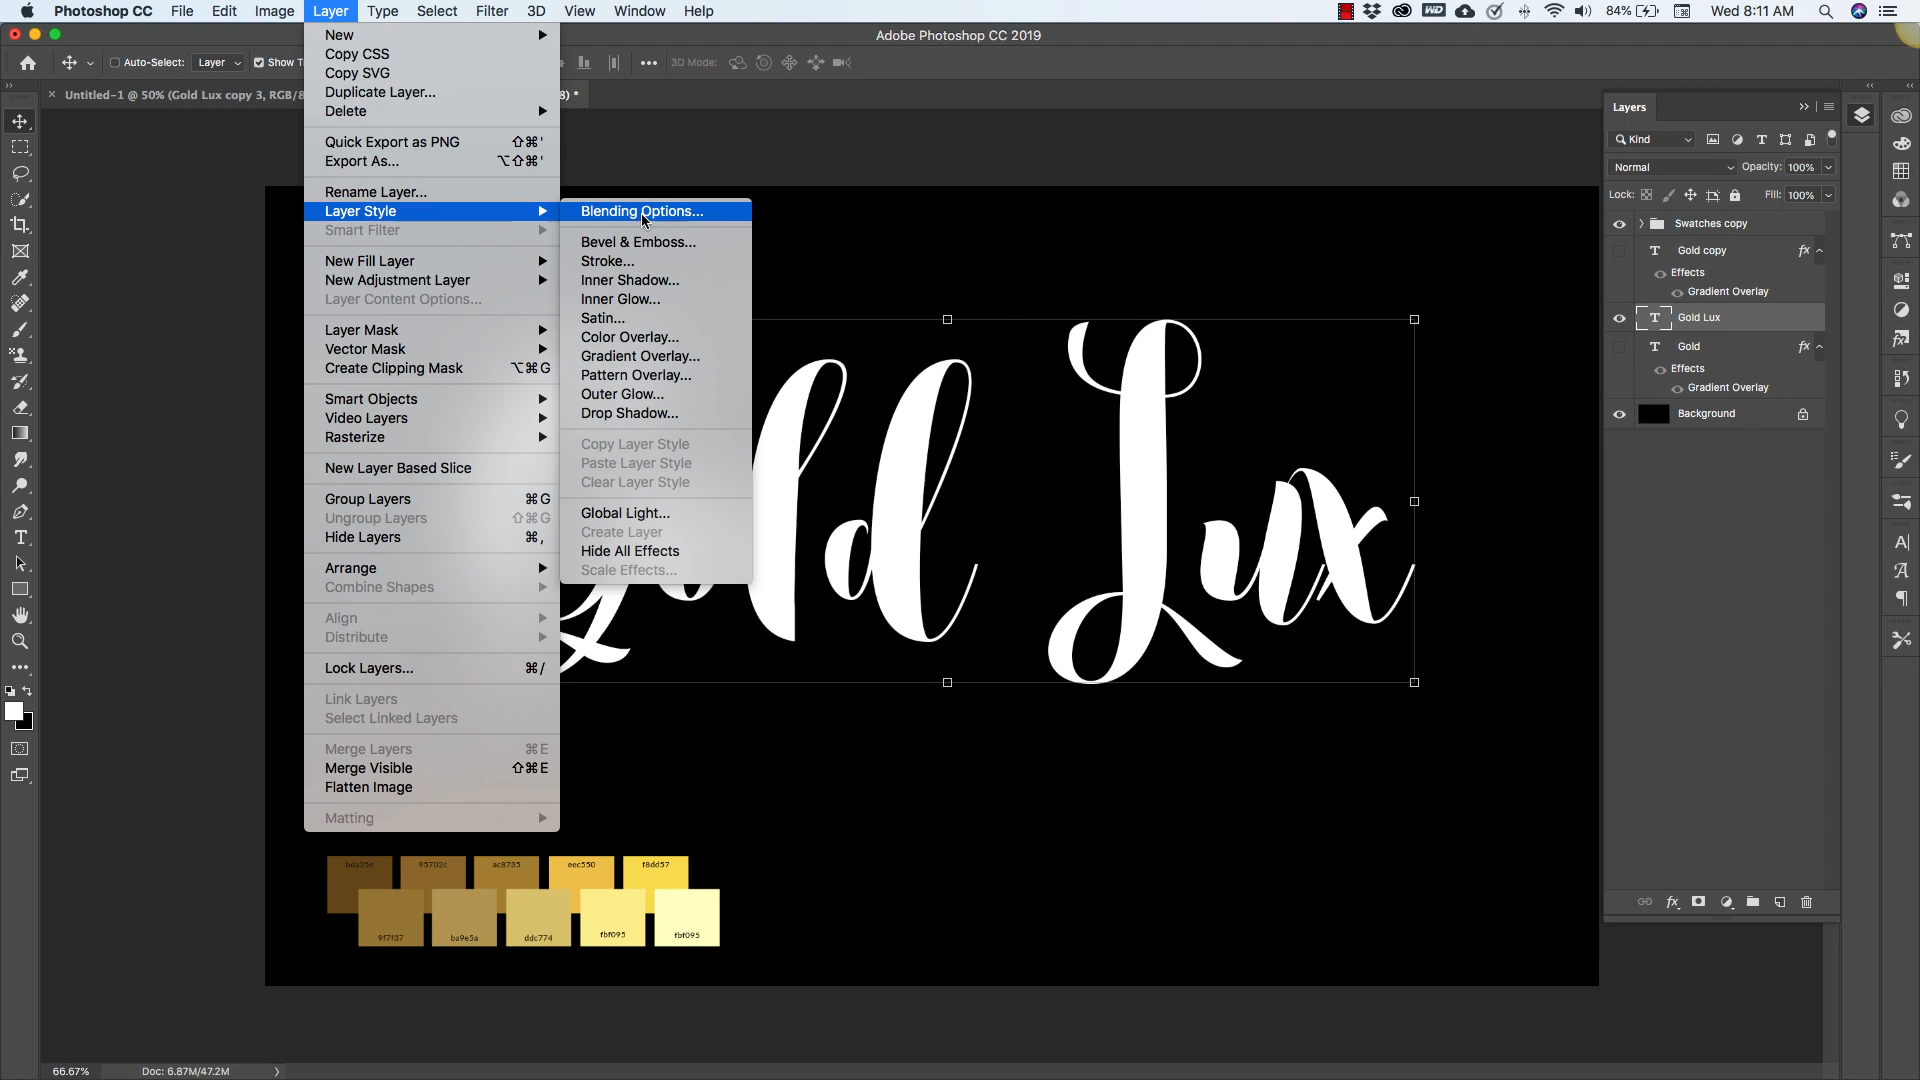 Photoshop CC File Edit Image Layer Type Select Filter 3D View Window Help 84% Wed 8:11 AM
Adobe Photoshop CC 2019
Auto-Select: Layer Show 3D Mode:
Untitled-1 @ 50% (Gold Lux copy 3, RGB/8 8) *
New
Copy CSS
Copy SVG
Duplicate Layer...
Delete
Quick Export as PNG ⇧⌘'
Export As... ⌥⇧⌘'
Rename Layer...
Layer Style
Smart Filter
New Fill Layer
New Adjustment Layer
Layer Content Options...
Layer Mask
Vector Mask
Create Clipping Mask ⌥⌘G
Smart Objects
Video Layers
Rasterize
New Layer Based Slice
Group Layers ⌘G
Ungroup Layers ⇧⌘G
Hide Layers ⌘,
Arrange
Combine Shapes
Align
Distribute
Lock Layers... ⌘/
Link Layers
Select Linked Layers
Merge Layers ⌘E
Merge Visible ⇧⌘E
Flatten Image
Matting
Blending Options...
Bevel & Emboss...
Stroke...
Inner Shadow...
Inner Glow...
Satin...
Color Overlay...
Gradient Overlay...
Pattern Overlay...
Outer Glow...
Drop Shadow...
Copy Layer Style
Paste Layer Style
Clear Layer Style
Global Light...
Create Layer
Hide All Effects
Scale Effects...
Gold Lux
bda25e 95702c ac8735 eec550 f8dd57
9f7f37 ba9e5a ddc774 fbf095 fbf095
Layers
Kind
Normal Opacity: 100%
Lock: Fill: 100%
Swatches copy
T Gold copy fx
Effects
Gradient Overlay
T Gold Lux
T Gold fx
Effects
Gradient Overlay
Background
66.67% Doc: 6.87M/47.2M